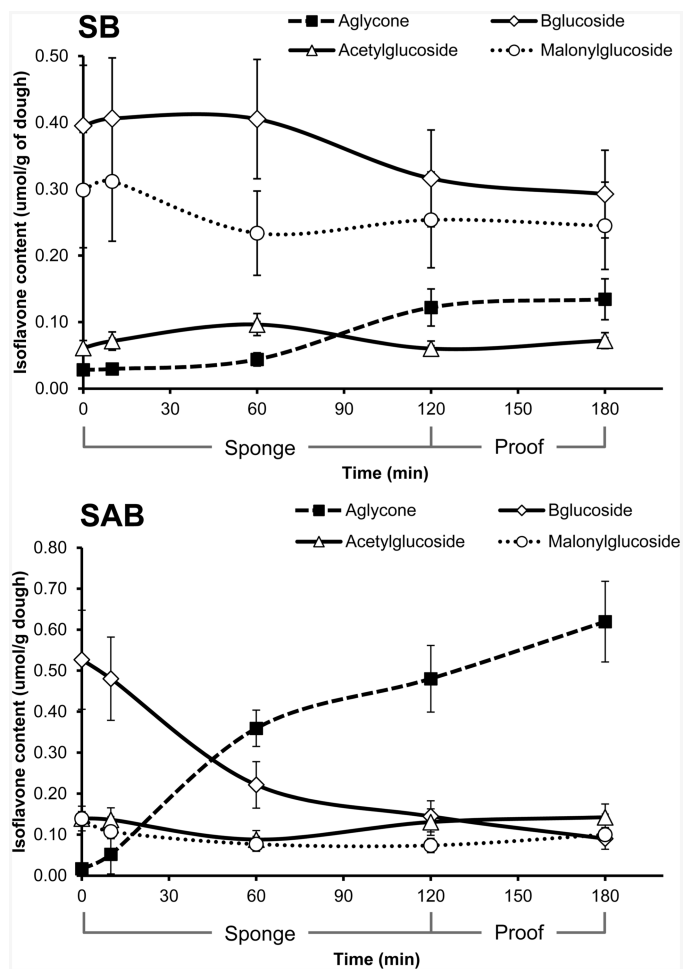 SB
Aglycone Bglucoside
Acetylglucoside Malonylglucoside
Isoflavone content (umol/g of dough)
0.50
0.40
0.30
0.20
0.10
0.00
0 30 60 90 120 150 180
Sponge Proof
Time (min)
SAB
Aglycone Bglucoside
Acetylglucoside Malonylglucoside
Isoflavone content (umol/g dough)
0.80
0.70
0.60
0.50
0.40
0.30
0.20
0.10
0.00
0 30 60 90 120 150 180
Sponge Proof
Time (min)